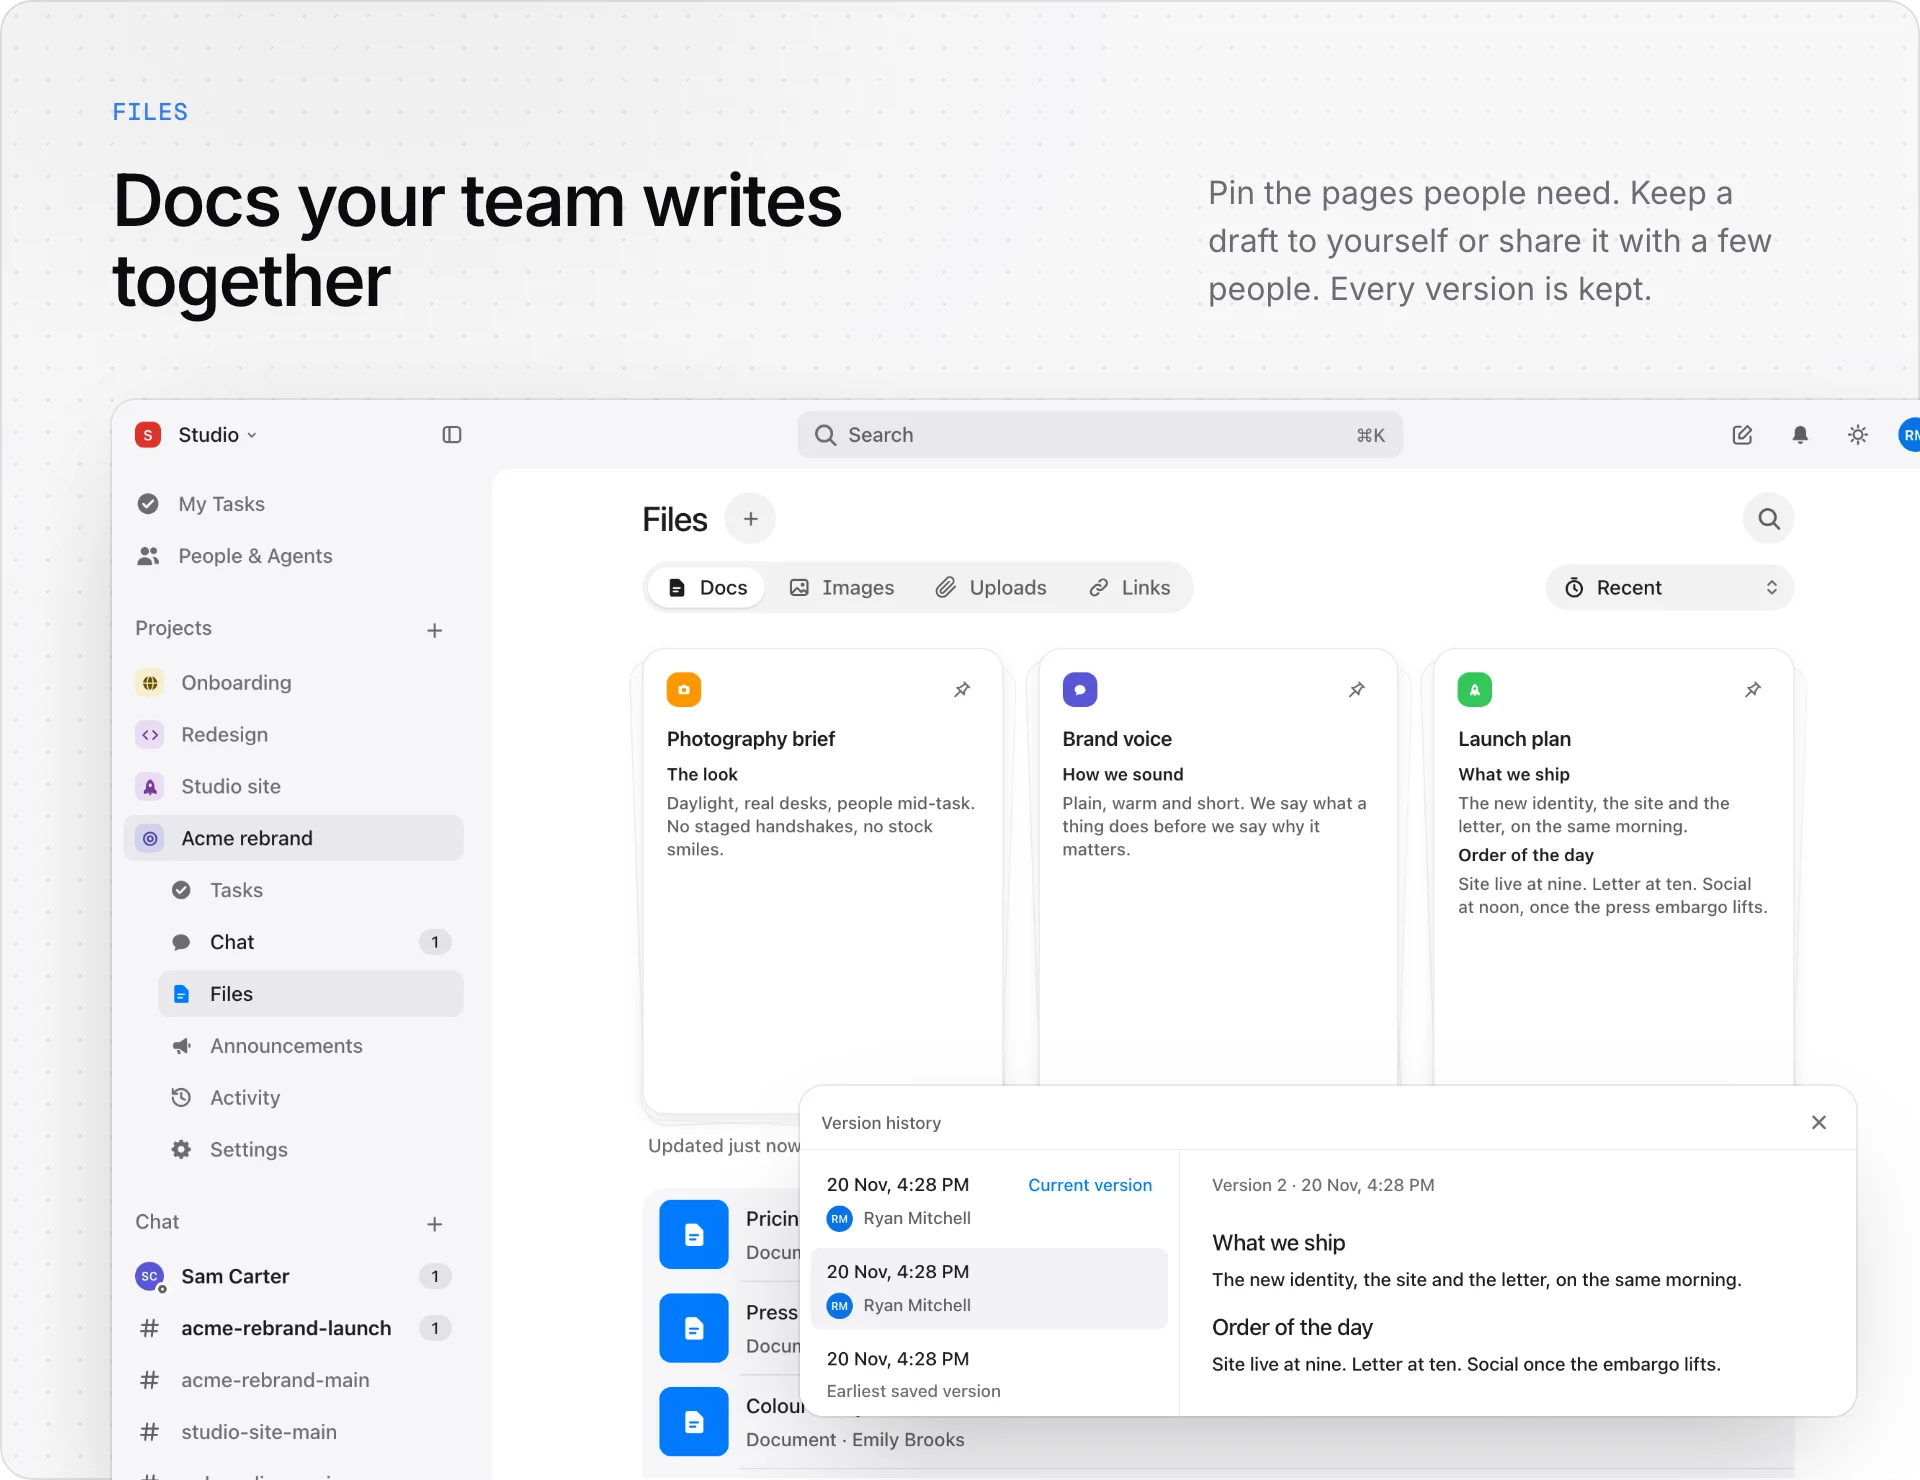 FILES
Docs your team writes
together
Pin the pages people need. Keep a
draft to yourself or share it with a few
people. Every version is kept.
S Studio
Search ⌘K
RM
My Tasks
People & Agents
Projects
Onboarding
Redesign
Studio site
Acme rebrand
Tasks
Chat 1
Files
Announcements
Activity
Settings
Chat
SC Sam Carter 1
acme-rebrand-launch 1
acme-rebrand-main
studio-site-main
Files
Docs Images Uploads Links
Recent
Photography brief
The look
Daylight, real desks, people mid-task.
No staged handshakes, no stock
smiles.
Brand voice
How we sound
Plain, warm and short. We say what a
thing does before we say why it
matters.
Launch plan
What we ship
The new identity, the site and the
letter, on the same morning.
Order of the day
Site live at nine. Letter at ten. Social
at noon, once the press embargo lifts.
Updated just now
Press
Document · Emily Brooks
Version history
20 Nov, 4:28 PM Current version
RM Ryan Mitchell
20 Nov, 4:28 PM
RM Ryan Mitchell
20 Nov, 4:28 PM
Earliest saved version
Version 2 · 20 Nov, 4:28 PM
What we ship
The new identity, the site and the letter, on the same morning.
Order of the day
Site live at nine. Letter at ten. Social once the embargo lifts.